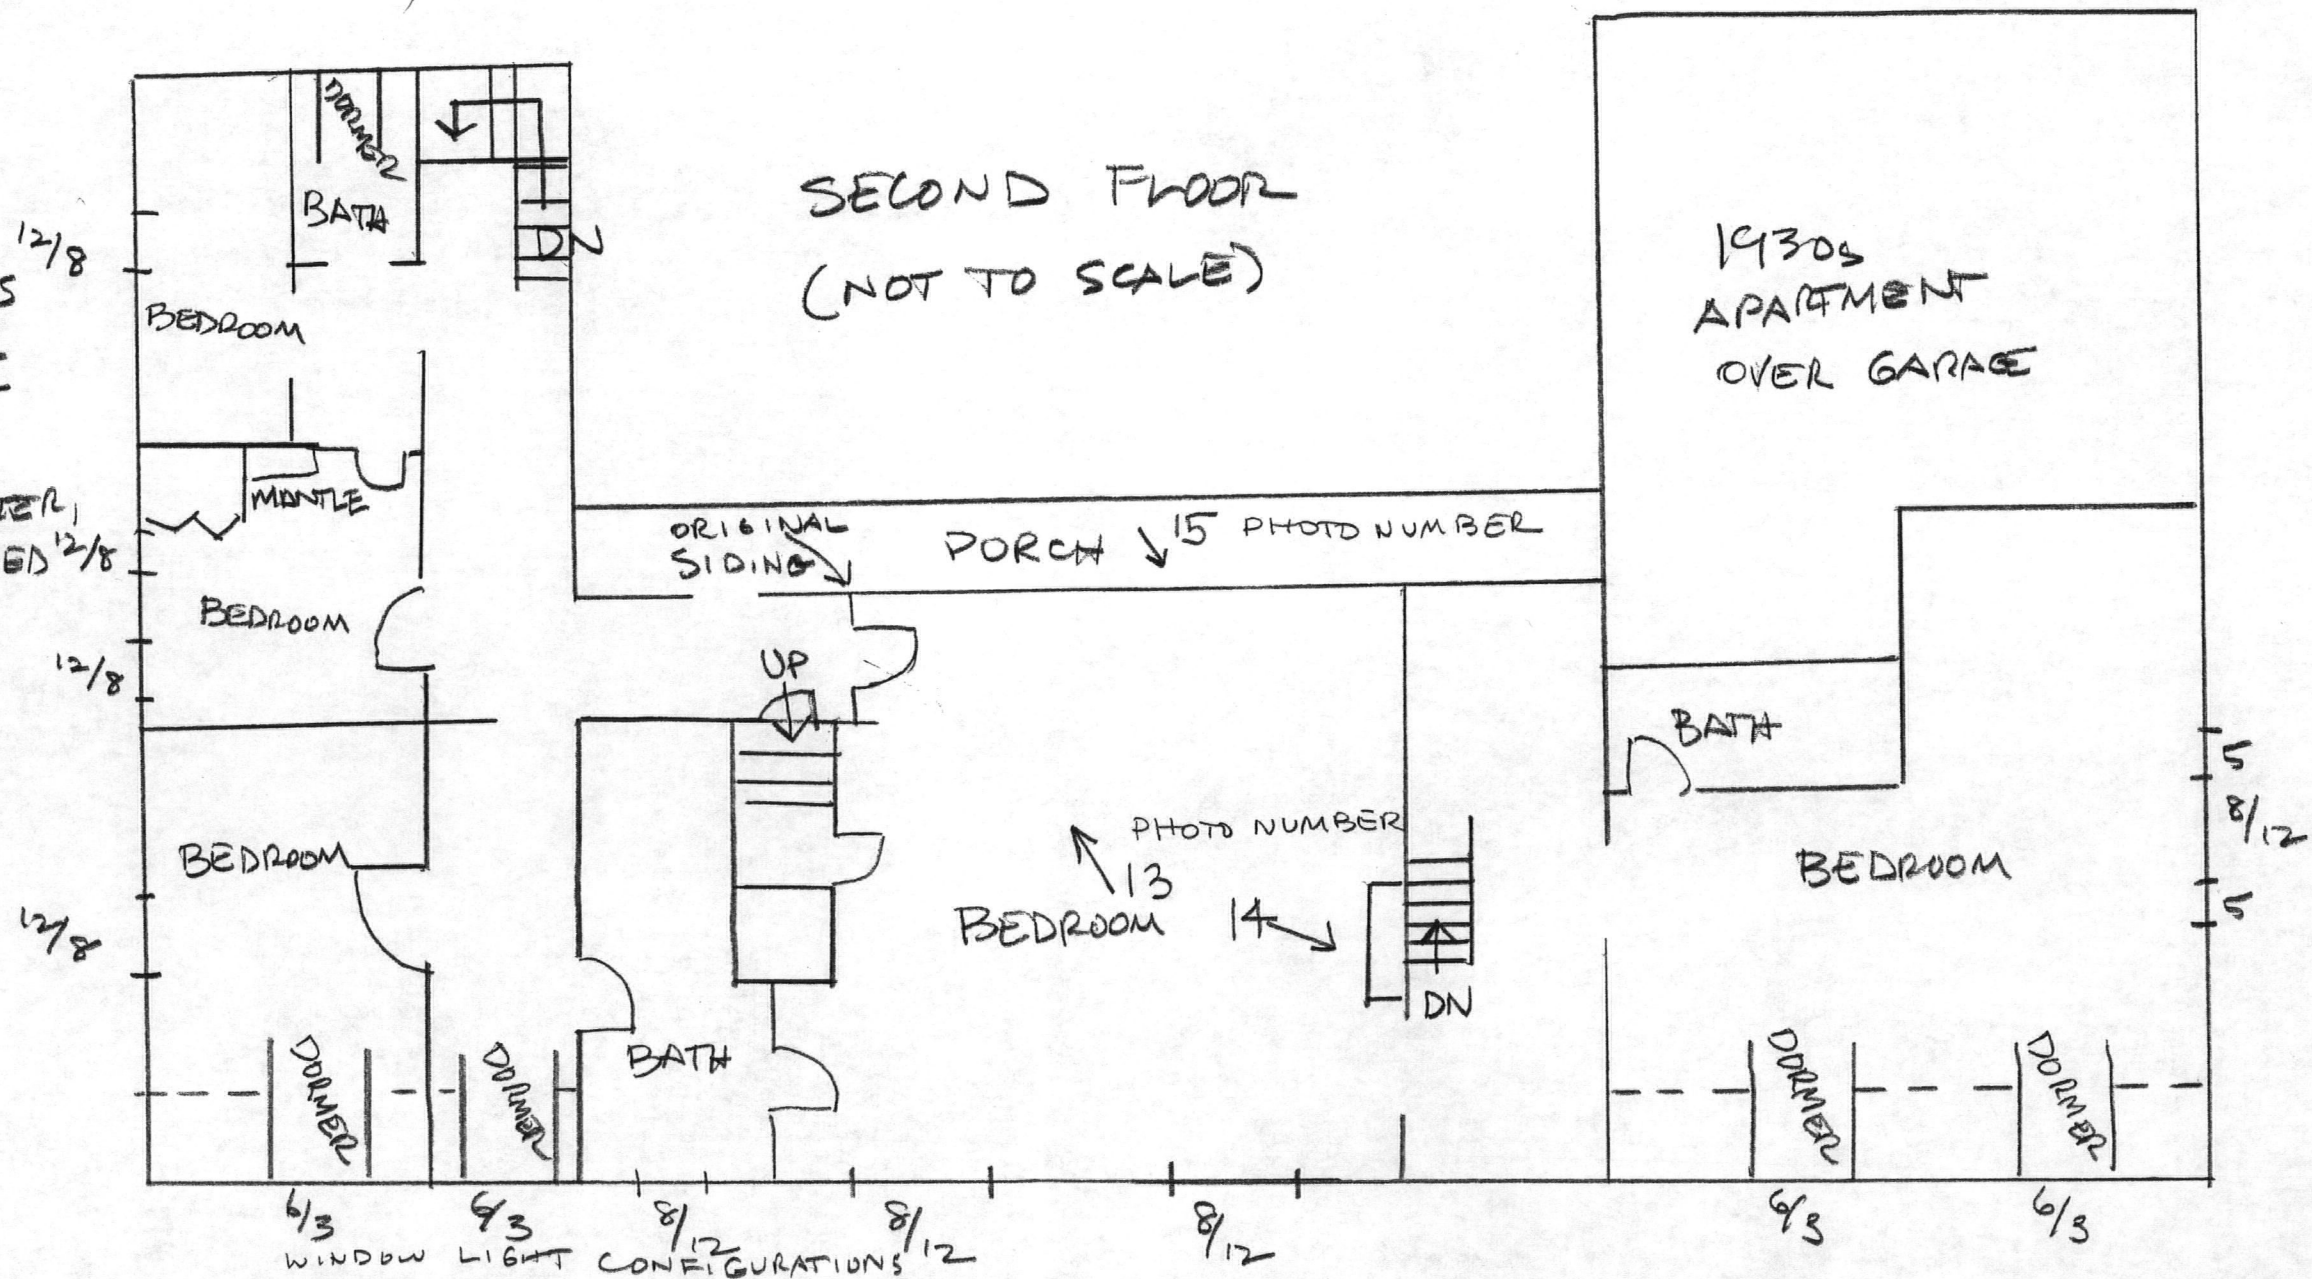 DORMER
BATH
DN
12/8
S
BEDROOM
SECOND FLOOR
(NOT TO SCALE)
1930s
APARTMENT
OVER GARAGE
TER,
ED 12/8
MANTLE
ORIGINAL
SIDING
PORCH
15 PHOTO NUMBER
BEDROOM
12/8
UP
BATH
5
8/12
5
BEDROOM
12/8
PHOTO NUMBER
13
BEDROOM
14
DN
BEDROOM
DORMER
DORMER
BATH
DORMER
DORMER
6/3
6/3
8/12
8/12
8/12
6/3
6/3
WINDOW LIGHT CONFIGURATIONS